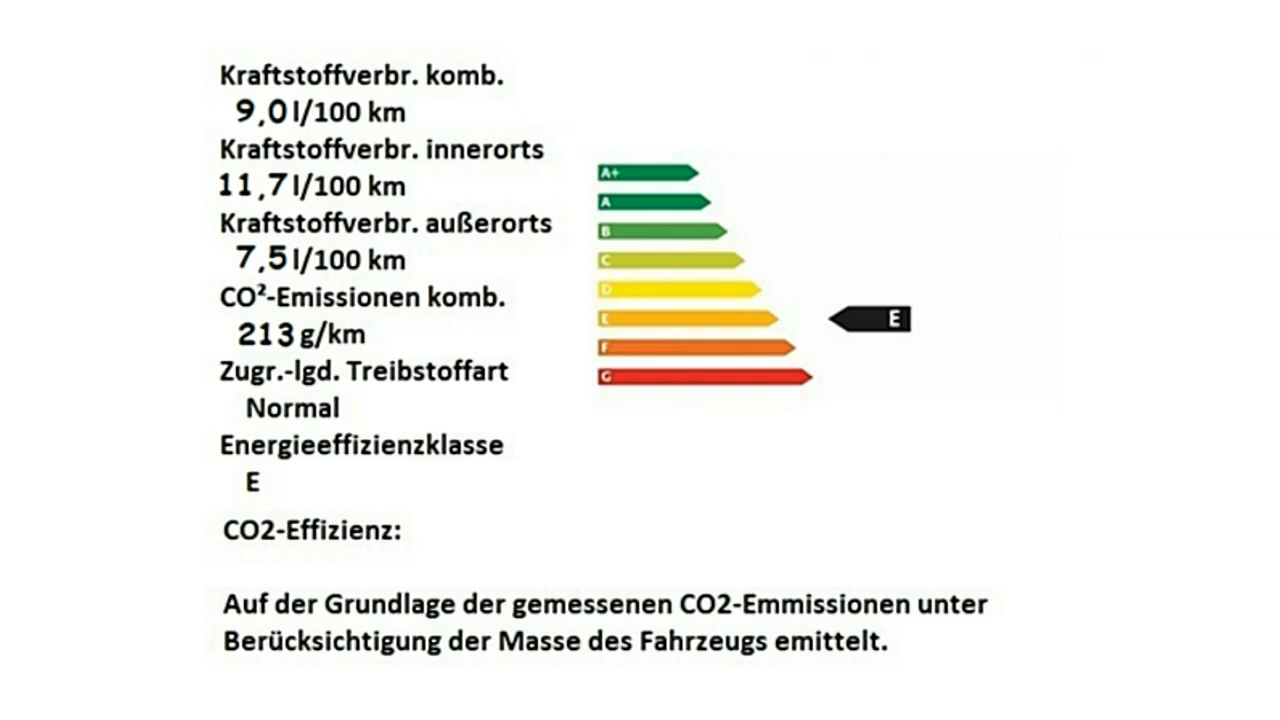 Kraftstoffverbr. komb.
9,0 l/100 km
Kraftstoffverbr. innerorts
11,7 l/100 km
Kraftstoffverbr. außerorts
7,5 l/100 km
CO²-Emissionen komb.
213 g/km
Zugr.-lgd. Treibstoffart
Normal
Energieeffizienzklasse
E
A+
A
B
C
D
E
E
F
G
CO2-Effizienz:
Auf der Grundlage der gemessenen CO2-Emmissionen unter
Berücksichtigung der Masse des Fahrzeugs emittelt.